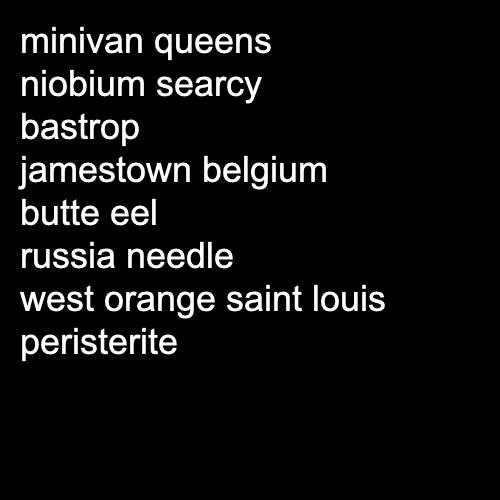 minivan queens
niobium searcy
bastrop
jamestown belgium
butte eel
russia needle
west orange saint louis
peristerite